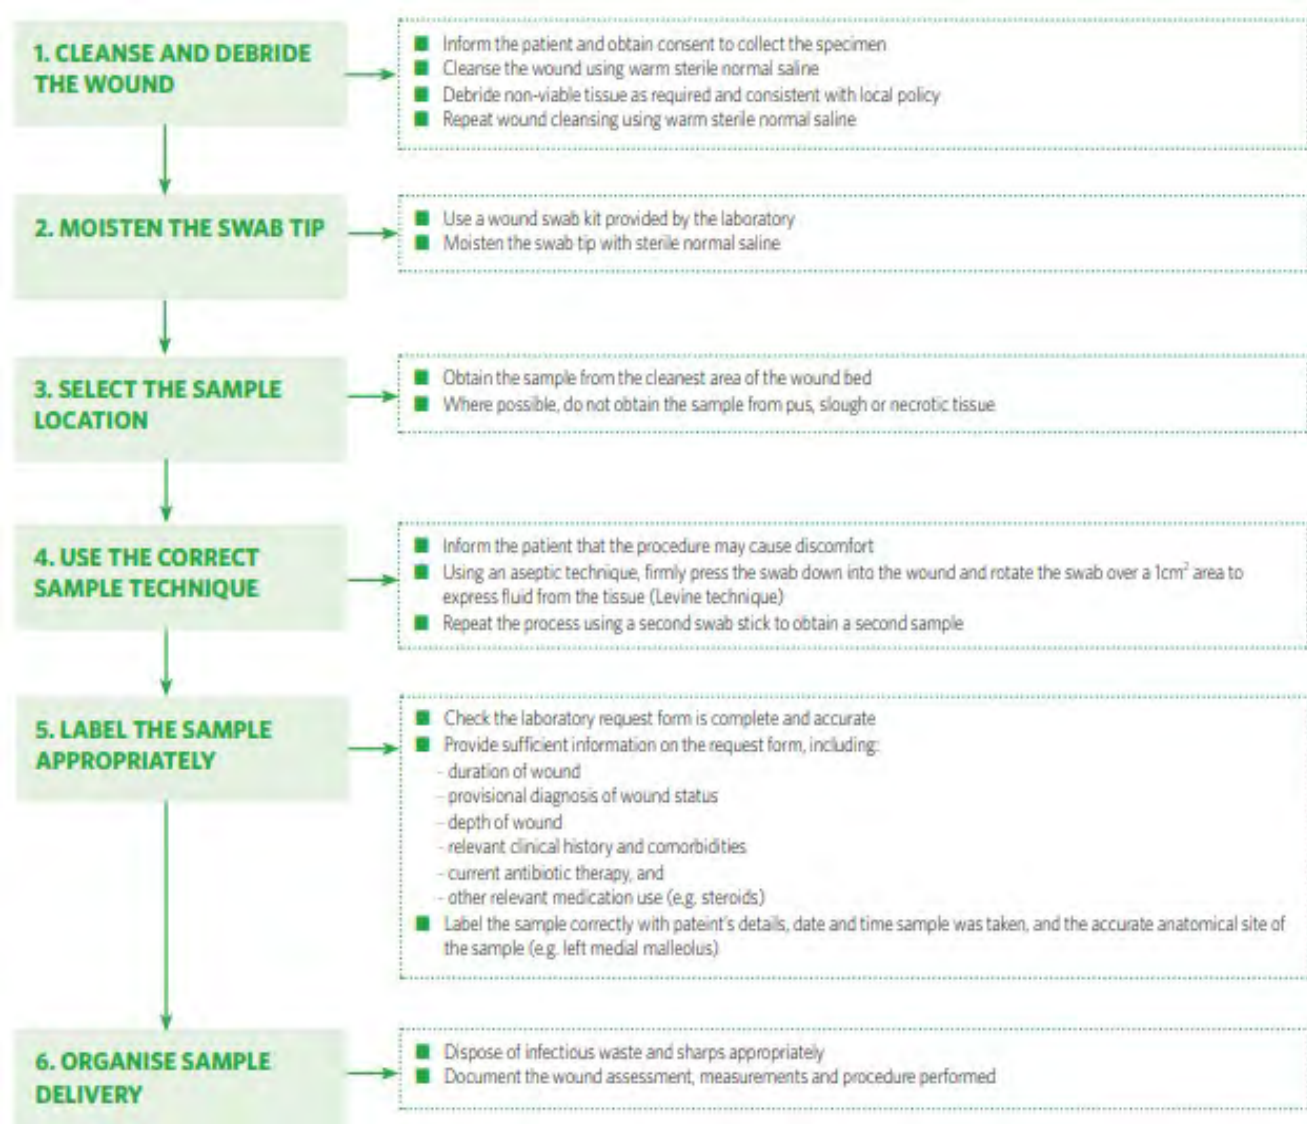 1. CLEANSE AND DEBRIDE
THE WOUND
■ Inform the patient and obtain consent to collect the specimen
■ Cleanse the wound using warm sterile normal saline
■ Debride non-viable tissue as required and consistent with local policy
■ Repeat wound cleansing using warm sterile normal saline
2. MOISTEN THE SWAB TIP
■ Use a wound swab kit provided by the laboratory
■ Moisten the swab tip with sterile normal saline
3. SELECT THE SAMPLE
LOCATION
■ Obtain the sample from the cleanest area of the wound bed
■ Where possible, do not obtain the sample from pus, slough or necrotic tissue
4. USE THE CORRECT
SAMPLE TECHNIQUE
■ Inform the patient that the procedure may cause discomfort
■ Using an aseptic technique, firmly press the swab down into the wound and rotate the swab over a 1cm² area to
express fluid from the tissue (Levine technique)
■ Repeat the process using a second swab stick to obtain a second sample
5. LABEL THE SAMPLE
APPROPRIATELY
■ Check the laboratory request form is complete and accurate
■ Provide sufficient information on the request form, including:
- duration of wound
- provisional diagnosis of wound status
- depth of wound
- relevant clinical history and comorbidities
- current antibiotic therapy, and
- other relevant medication use (e.g. steroids)
■ Label the sample correctly with pateint's details, date and time sample was taken, and the accurate anatomical site of
the sample (e.g. left medial malleolus)
6. ORGANISE SAMPLE
DELIVERY
■ Dispose of infectious waste and sharps appropriately
■ Document the wound assessment, measurements and procedure performed